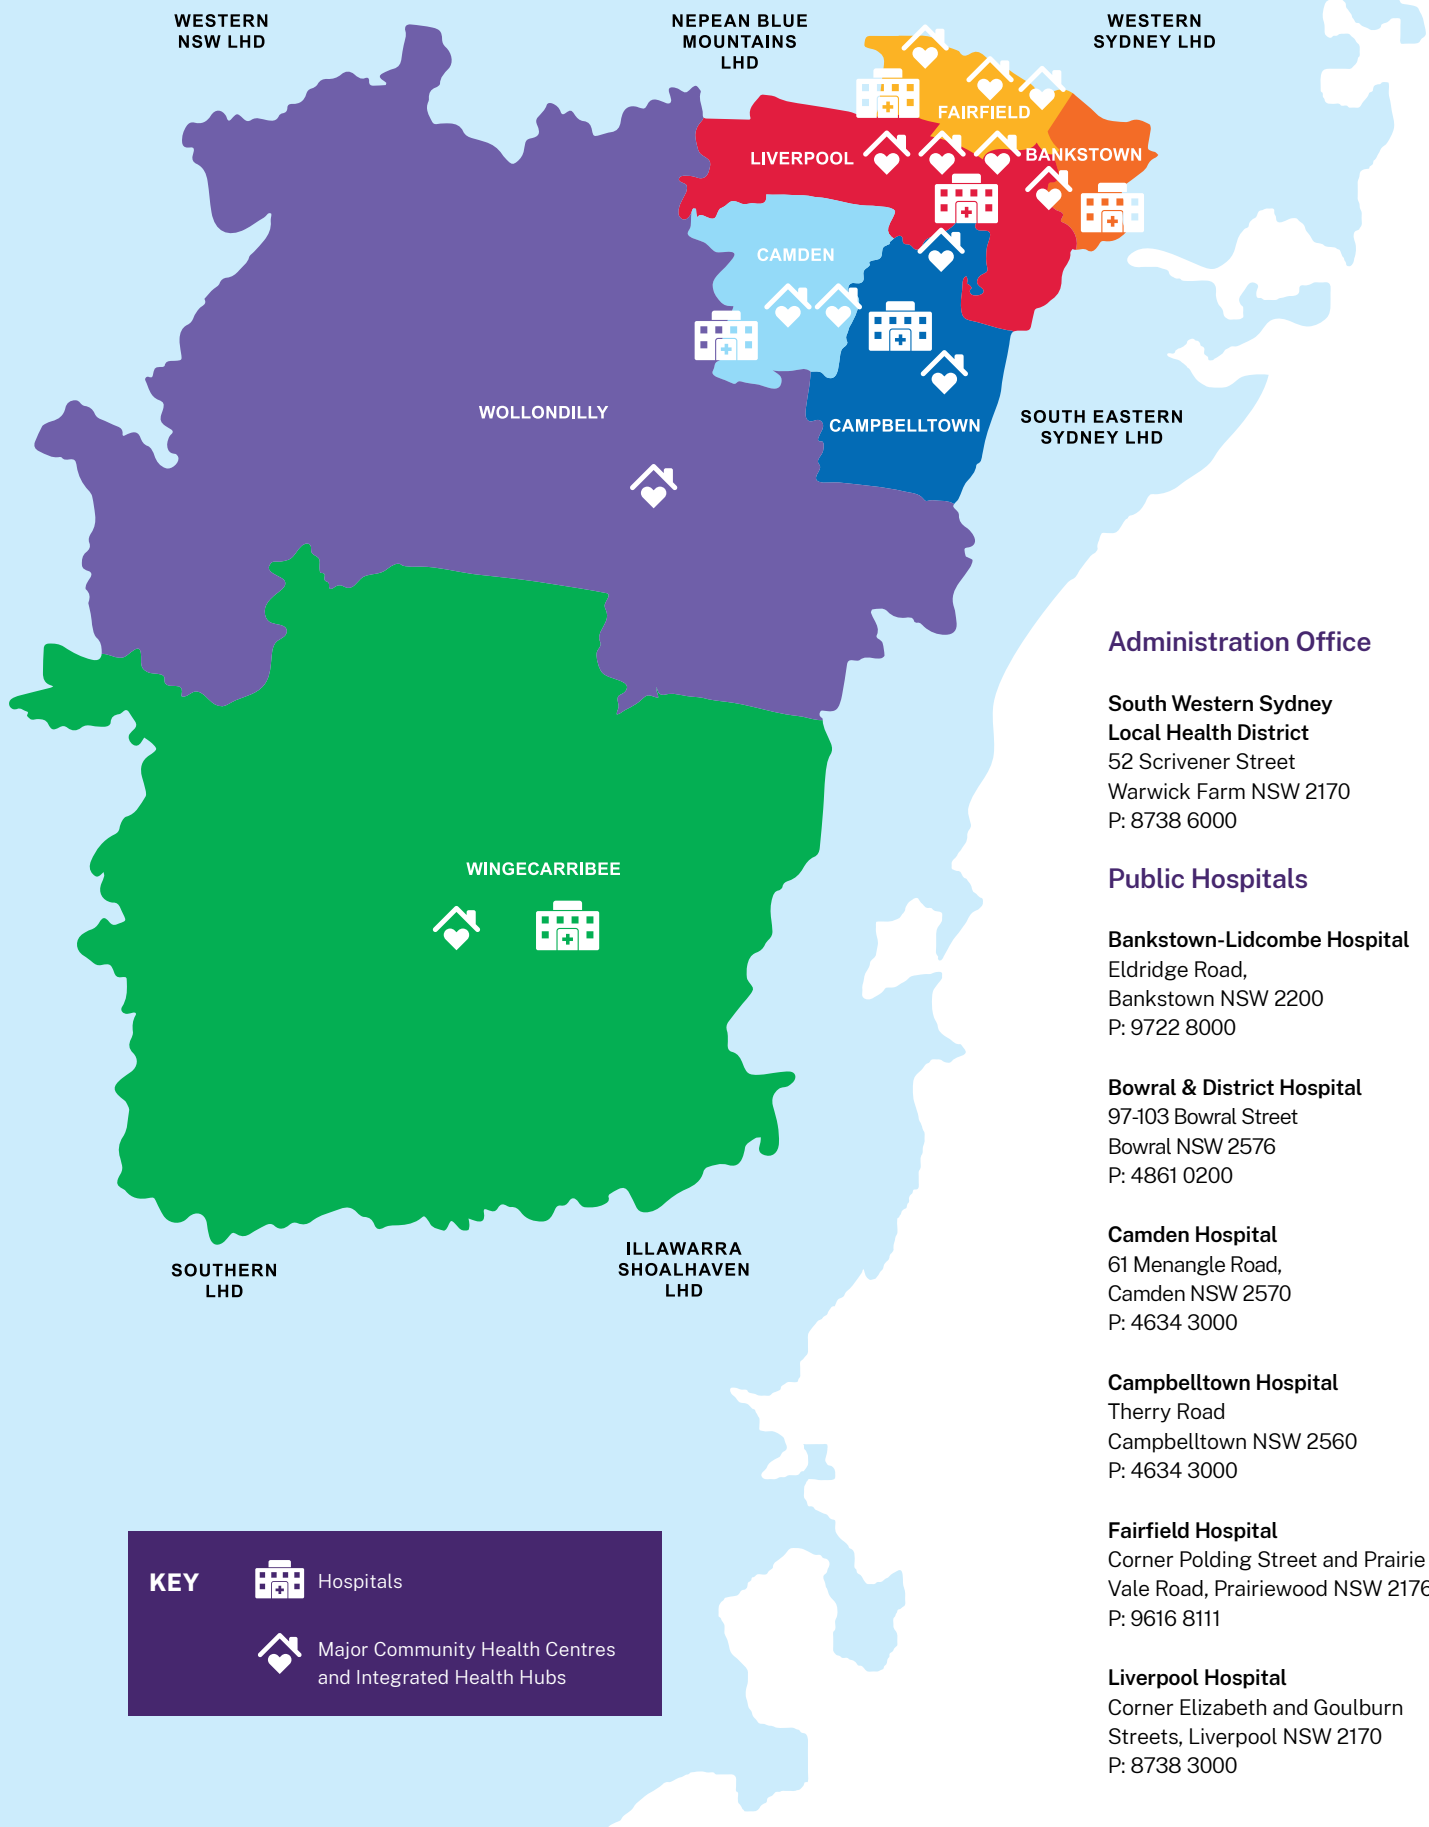 WESTERN
NSW LHD
NEPEAN BLUE
MOUNTAINS
LHD
WESTERN
SYDNEY LHD
FAIRFIELD
LIVERPOOL
BANKSTOWN
CAMDEN
WOLLONDILLY
CAMPBELLTOWN
SOUTH EASTERN
SYDNEY LHD
WINGECARRIBEE
SOUTHERN
LHD
ILLAWARRA
SHOALHAVEN
LHD
KEY
Hospitals
Major Community Health Centres
and Integrated Health Hubs
Administration Office
South Western Sydney
Local Health District
52 Scrivener Street
Warwick Farm NSW 2170
P: 8738 6000
Public Hospitals
Bankstown-Lidcombe Hospital
Eldridge Road,
Bankstown NSW 2200
P: 9722 8000
Bowral & District Hospital
97-103 Bowral Street
Bowral NSW 2576
P: 4861 0200
Camden Hospital
61 Menangle Road,
Camden NSW 2570
P: 4634 3000
Campbelltown Hospital
Therry Road
Campbelltown NSW 2560
P: 4634 3000
Fairfield Hospital
Corner Polding Street and Prairie
Vale Road, Prairiewood NSW 2176
P: 9616 8111
Liverpool Hospital
Corner Elizabeth and Goulburn
Streets, Liverpool NSW 2170
P: 8738 3000